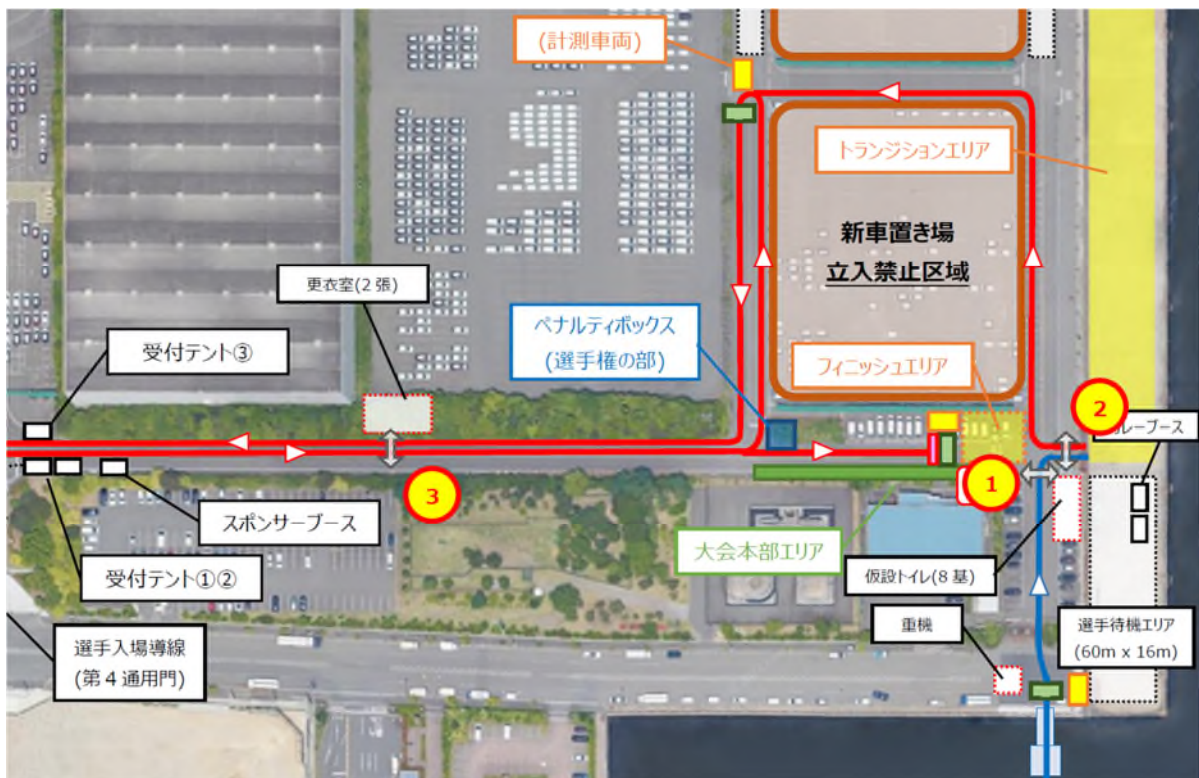 (計測車両)
トランジションエリア
新車置き場
立入禁止区域
更衣室(2張)
ペナルティボックス
(選手権の部)
受付テント③
フィニッシュエリア
2
レーブース
3
1
スポンサーブース
大会本部エリア
受付テント①②
仮設トイレ(8基)
重機
選手待機エリア
(60m x 16m)
選手入場導線
(第4通用門)